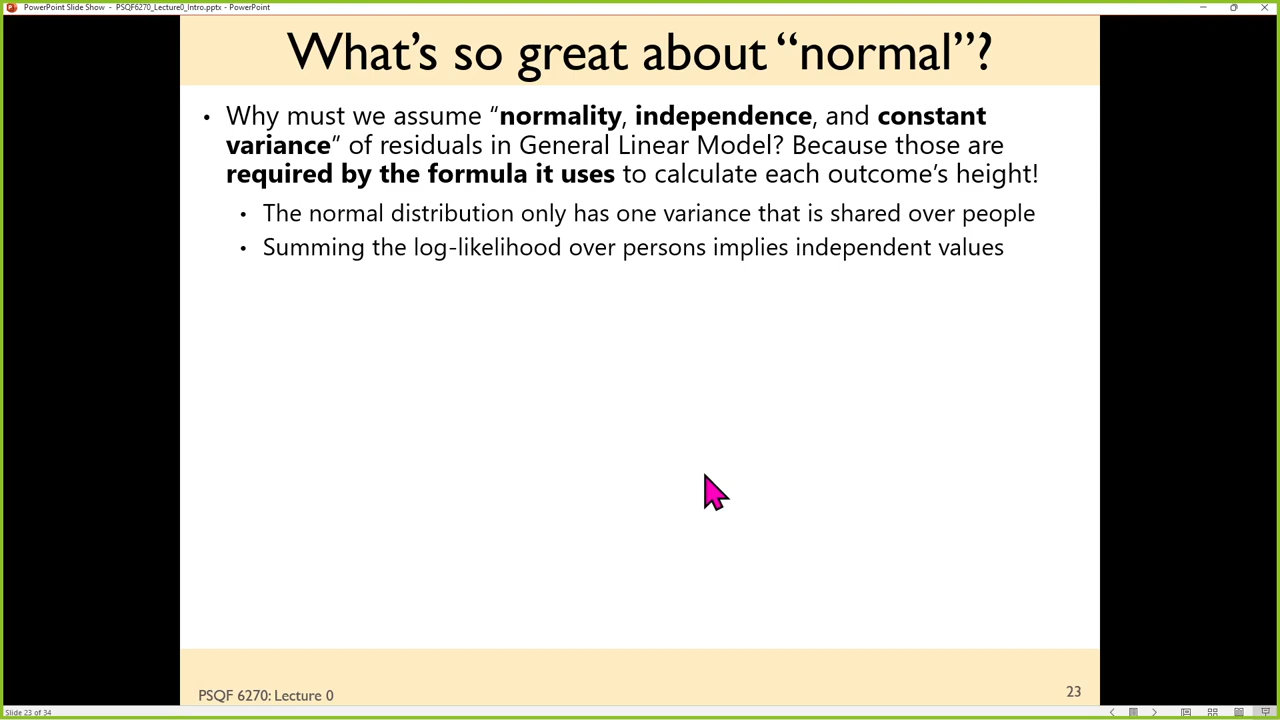 PowerPoint Slide Show - PSQF6270_Lecture0_Intro.pptx - PowerPoint
What's so great about “normal”?
• Why must we assume “normality, independence, and constant
variance” of residuals in General Linear Model? Because those are
required by the formula it uses to calculate each outcome's height!
• The normal distribution only has one variance that is shared over people
• Summing the log-likelihood over persons implies independent values
PSQF 6270: Lecture 0
23
Slide 23 of 34